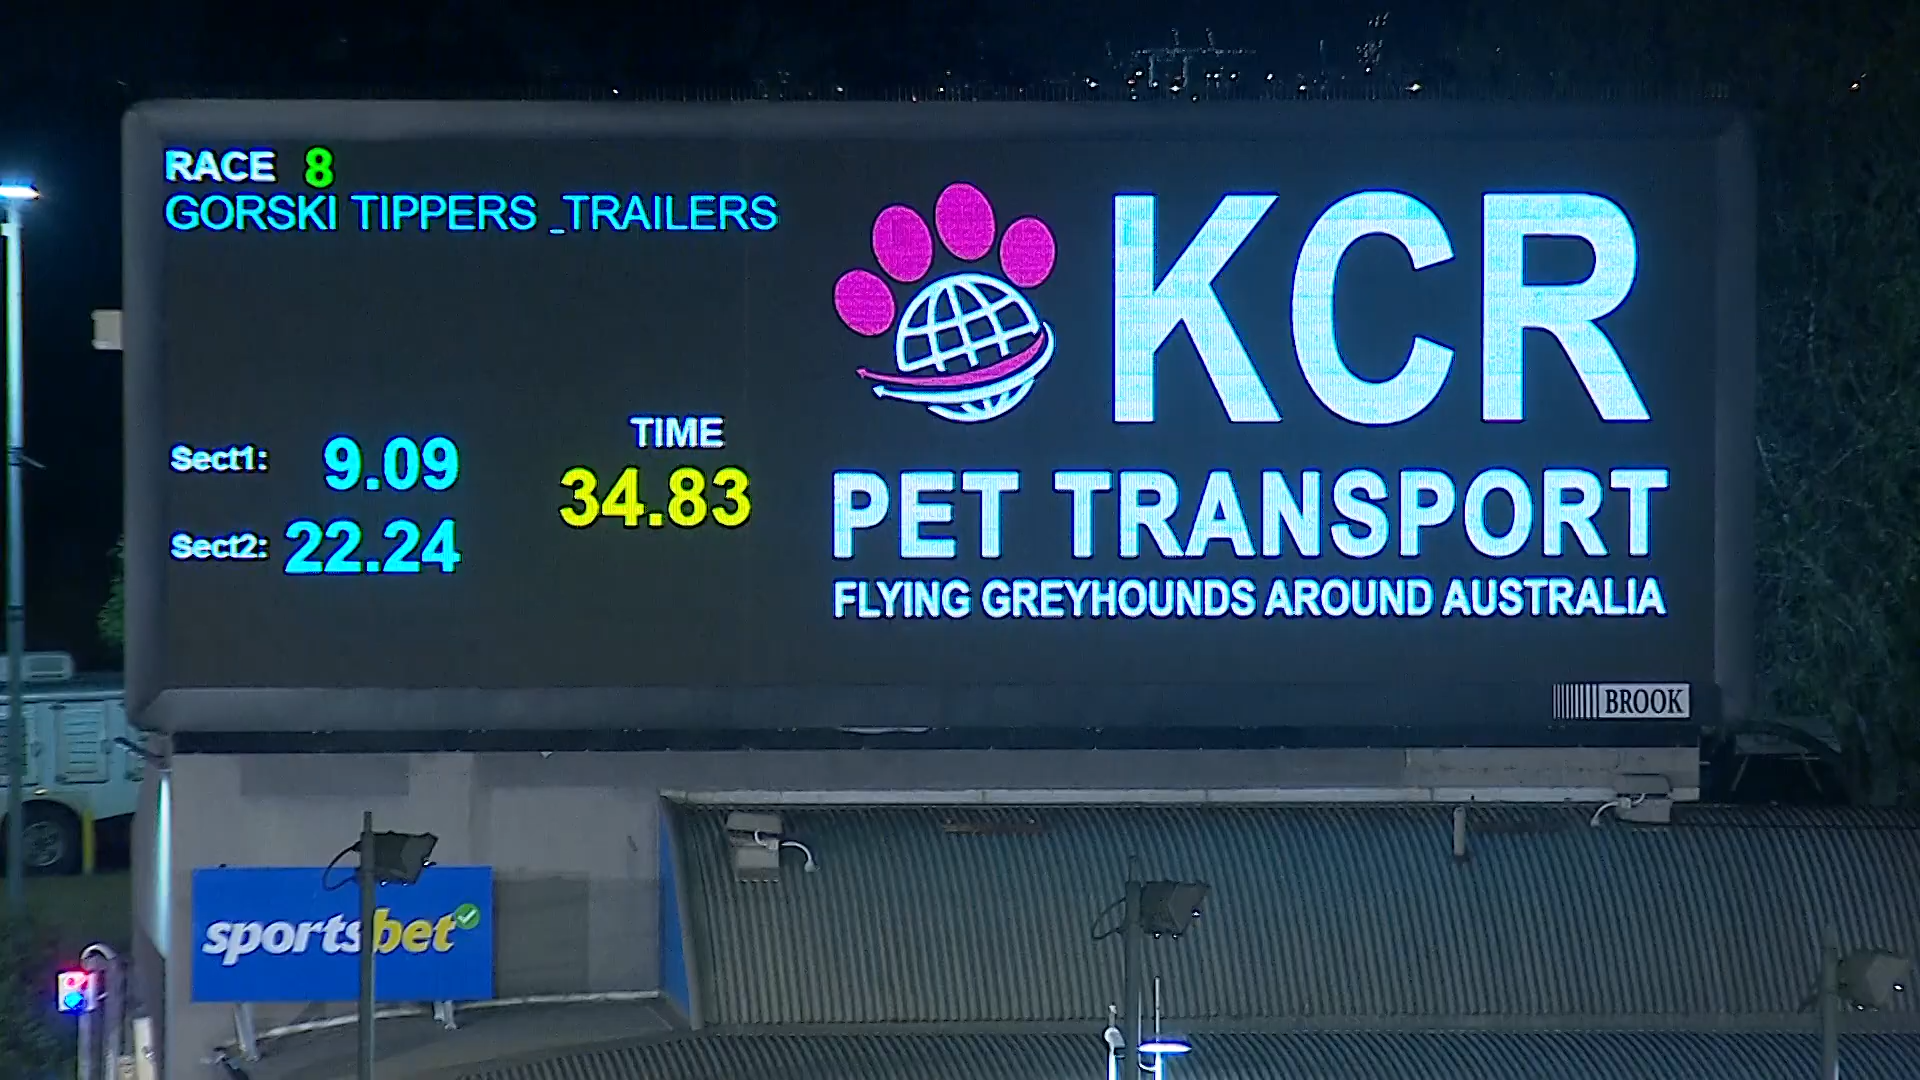 RACE 8
GORSKI TIPPERS _TRAILERS
Sect1: 9.09
Sect2: 22.24
TIME
34.83
KCR
PET TRANSPORT
FLYING GREYHOUNDS AROUND AUSTRALIA
BROOK
sportsbet